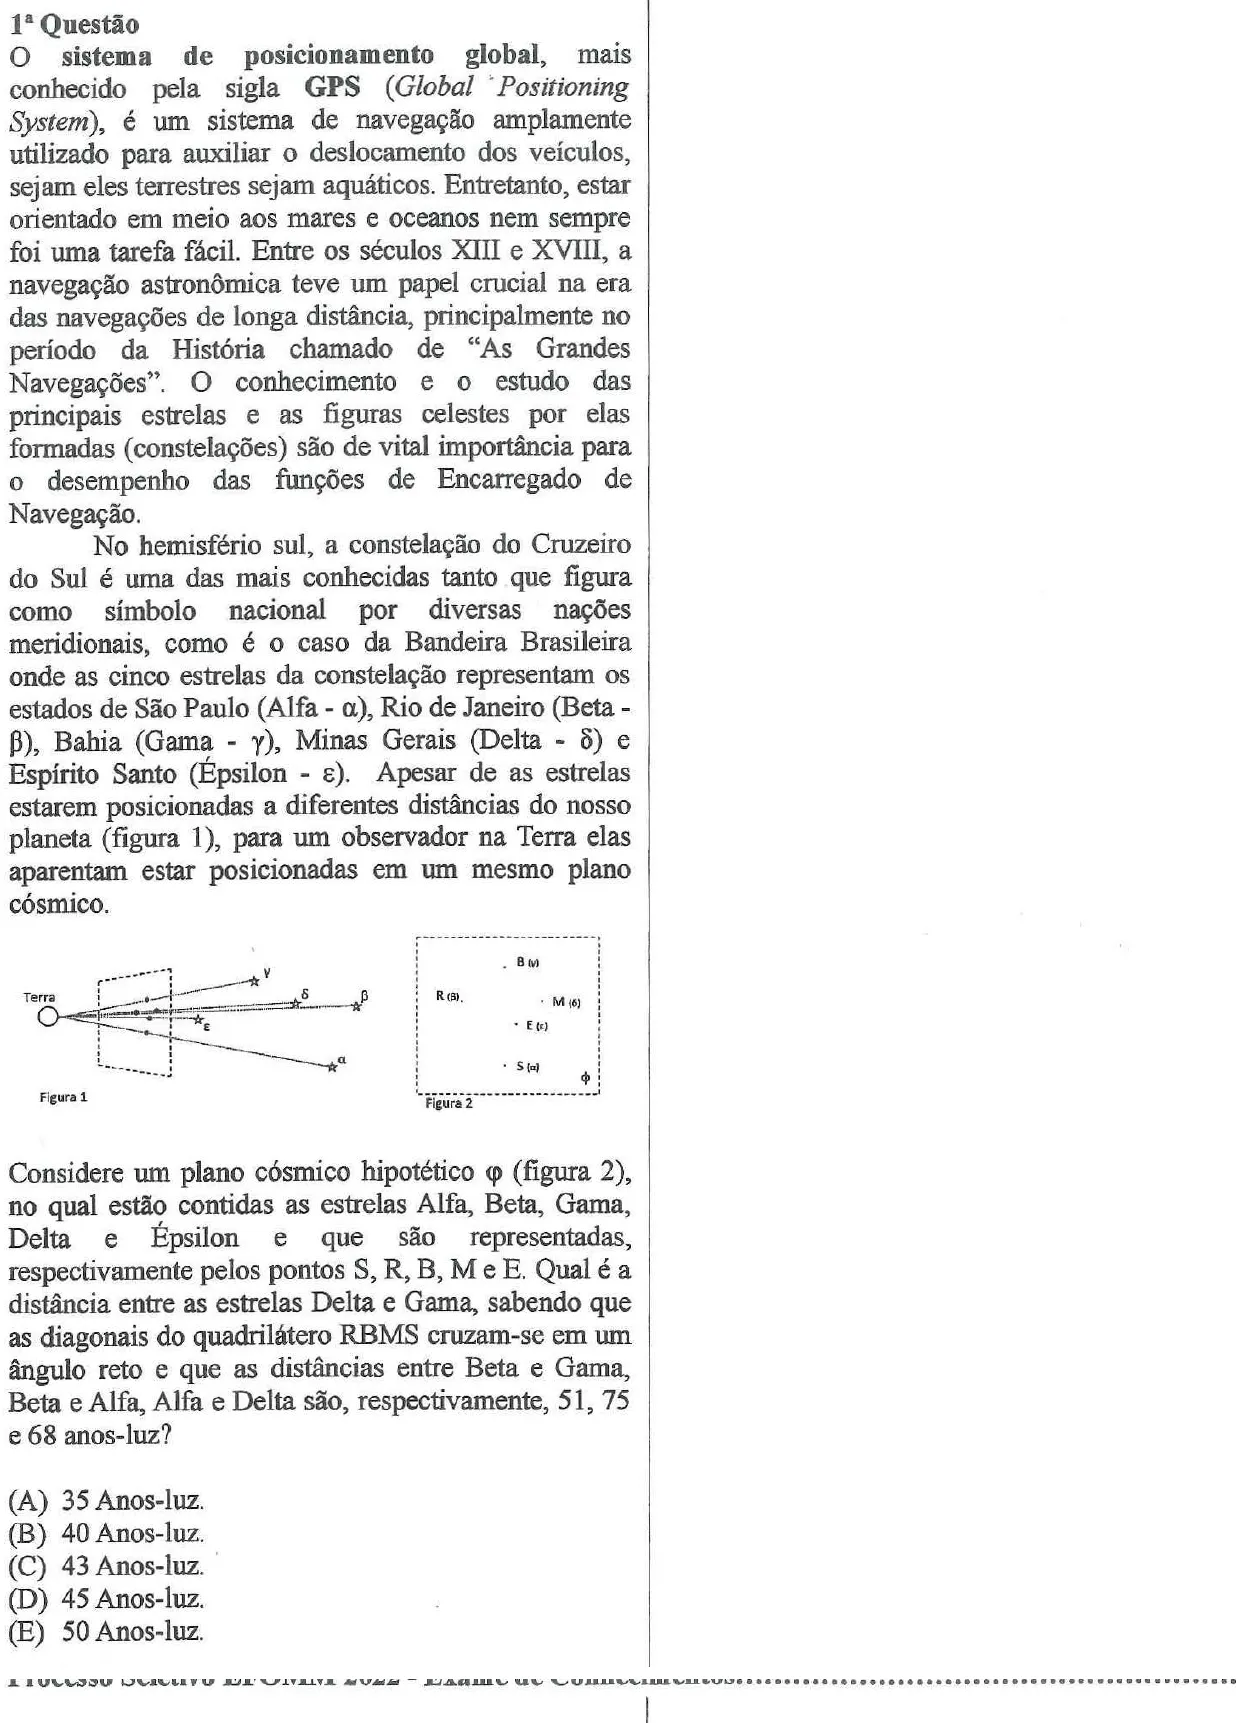 1ª Questão
O sistema de posicionamento global, mais
conhecido pela sigla GPS (Global Positioning
System), é um sistema de navegação amplamente
utilizado para auxiliar o deslocamento dos veículos,
sejam eles terrestres sejam aquáticos. Entretanto, estar
orientado em meio aos mares e oceanos nem sempre
foi uma tarefa fácil. Entre os séculos XIII e XVIII, a
navegação astronômica teve um papel crucial na era
das navegações de longa distância, principalmente no
período da História chamado de “As Grandes
Navegações”. O conhecimento e o estudo das
principais estrelas e as figuras celestes por elas
formadas (constelações) são de vital importância para
o desempenho das funções de Encarregado de
Navegação.
No hemisfério sul, a constelação do Cruzeiro
do Sul é uma das mais conhecidas tanto que figura
como símbolo nacional por diversas nações
meridionais, como é o caso da Bandeira Brasileira
onde as cinco estrelas da constelação representam os
estados de São Paulo (Alfa - α), Rio de Janeiro (Beta -
β), Bahia (Gama - γ), Minas Gerais (Delta - δ) e
Espírito Santo (Épsilon - ε). Apesar de as estrelas
estarem posicionadas a diferentes distâncias do nosso
planeta (figura 1), para um observador na Terra elas
aparentam estar posicionadas em um mesmo plano
cósmico.
Terra
γ
δ
β
ε
α
Figura 1
B (γ)
R (β)
M (δ)
E (ε)
S (α)
ϕ
Figura 2
Considere um plano cósmico hipotético φ (figura 2),
no qual estão contidas as estrelas Alfa, Beta, Gama,
Delta e Épsilon e que são representadas,
respectivamente pelos pontos S, R, B, M e E. Qual é a
distância entre as estrelas Delta e Gama, sabendo que
as diagonais do quadrilátero RBMS cruzam-se em um
ângulo reto e que as distâncias entre Beta e Gama,
Beta e Alfa, Alfa e Delta são, respectivamente, 51, 75
e 68 anos-luz?
(A) 35 Anos-luz.
(B) 40 Anos-luz.
(C) 43 Anos-luz.
(D) 45 Anos-luz.
(E) 50 Anos-luz.
Processo Seletivo EFOMM 2022 - Exame de Conhecimentos